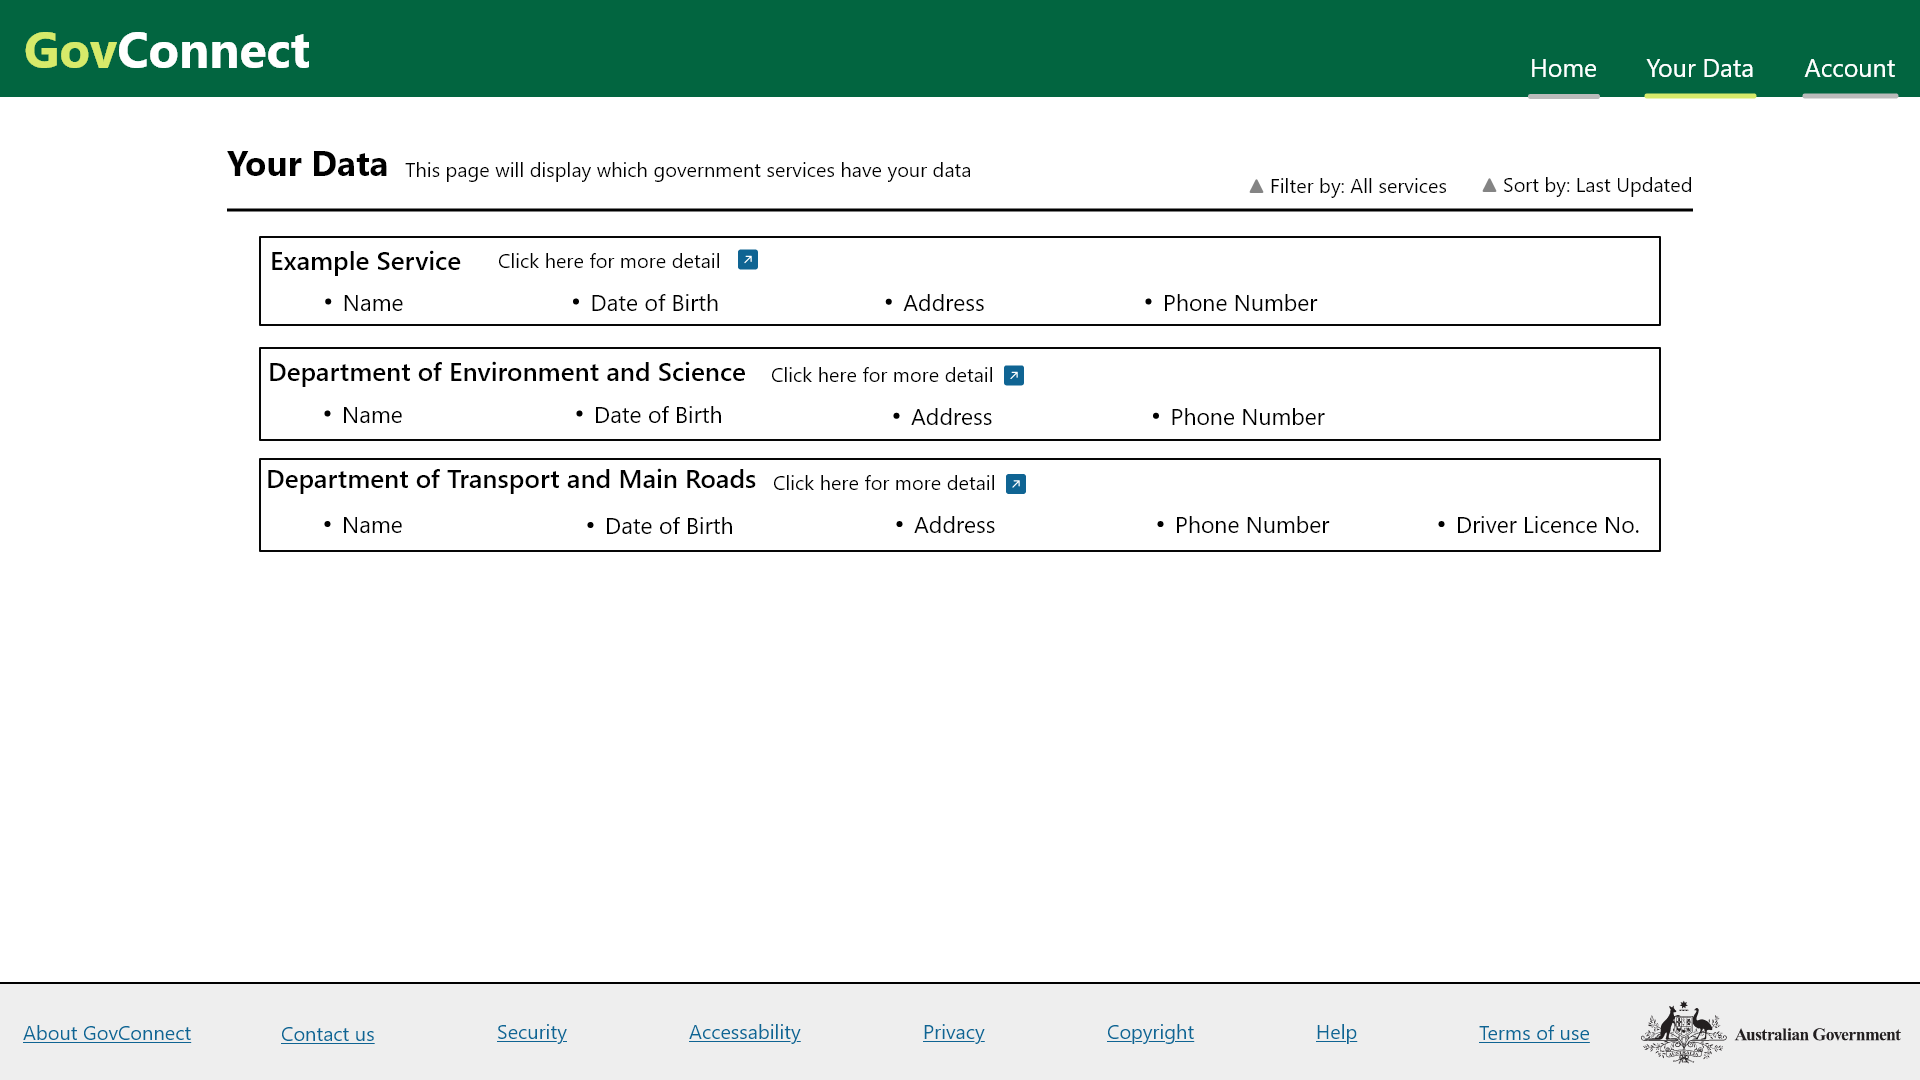 GovConnect
Home Your Data Account
Your Data This page will display which government services have your data
Filter by: All services Sort by: Last Updated
Example Service Click here for more detail
• Name • Date of Birth • Address • Phone Number
Department of Environment and Science Click here for more detail
• Name • Date of Birth • Address • Phone Number
Department of Transport and Main Roads Click here for more detail
• Name • Date of Birth • Address • Phone Number • Driver Licence No.
About GovConnect Contact us Security Accessability Privacy Copyright Help Terms of use Australian Government